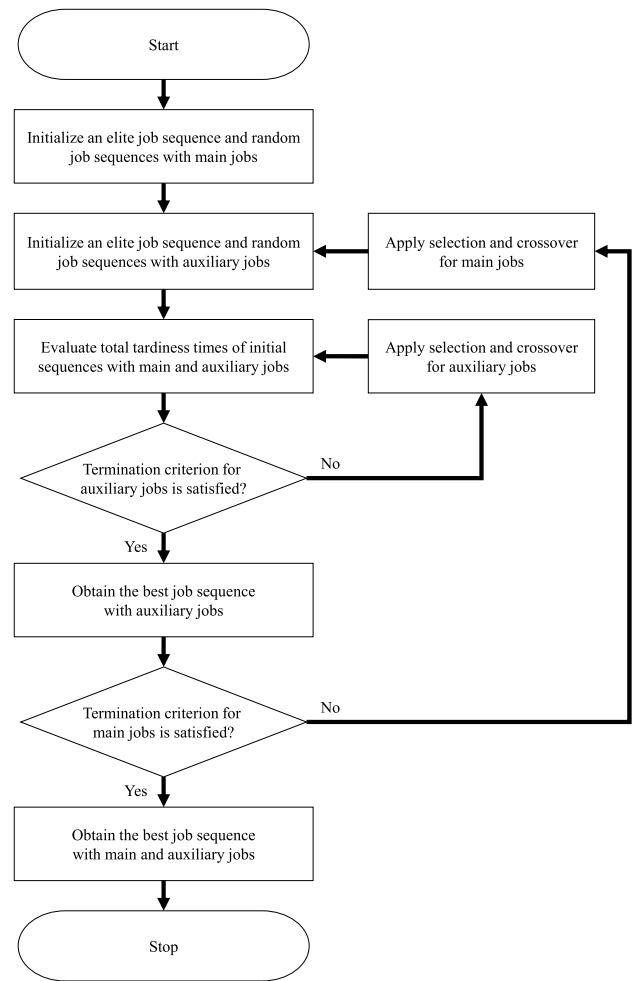 Start
Initialize an elite job sequence and random
job sequences with main jobs
Initialize an elite job sequence and random
job sequences with auxiliary jobs
Apply selection and crossover
for main jobs
Evaluate total tardiness times of initial
sequences with main and auxiliary jobs
Apply selection and crossover
for auxiliary jobs
Termination criterion for
auxiliary jobs is satisfied?
No
Yes
Obtain the best job sequence
with auxiliary jobs
Termination criterion for
main jobs is satisfied?
No
Yes
Obtain the best job sequence
with main and auxiliary jobs
Stop